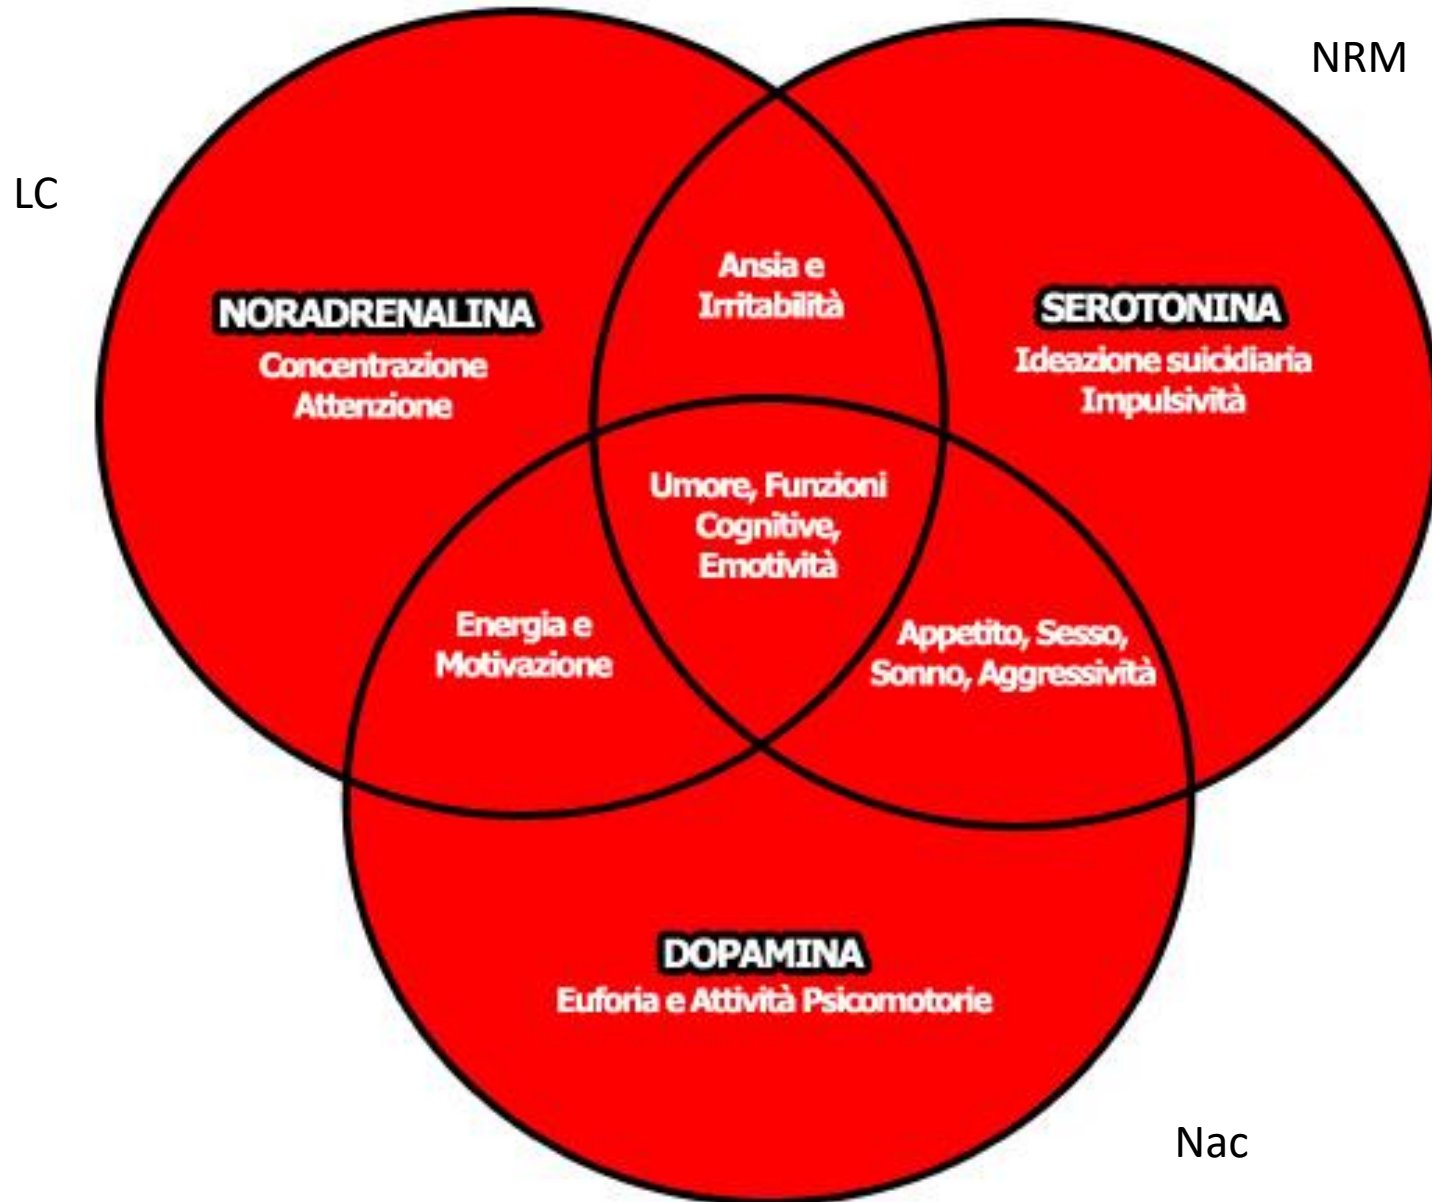 NRM
LC
NORADRENALINA
Concentrazione
Attenzione
Ansia e
Irritabilità
SEROTONINA
Ideazione suicidiaria
Impulsività
Umore, Funzioni
Cognitive,
Emotività
Energia e
Motivazione
Appetito, Sesso,
Sonno, Aggressività
DOPAMINA
Euforia e Attività Psicomotorie
Nac